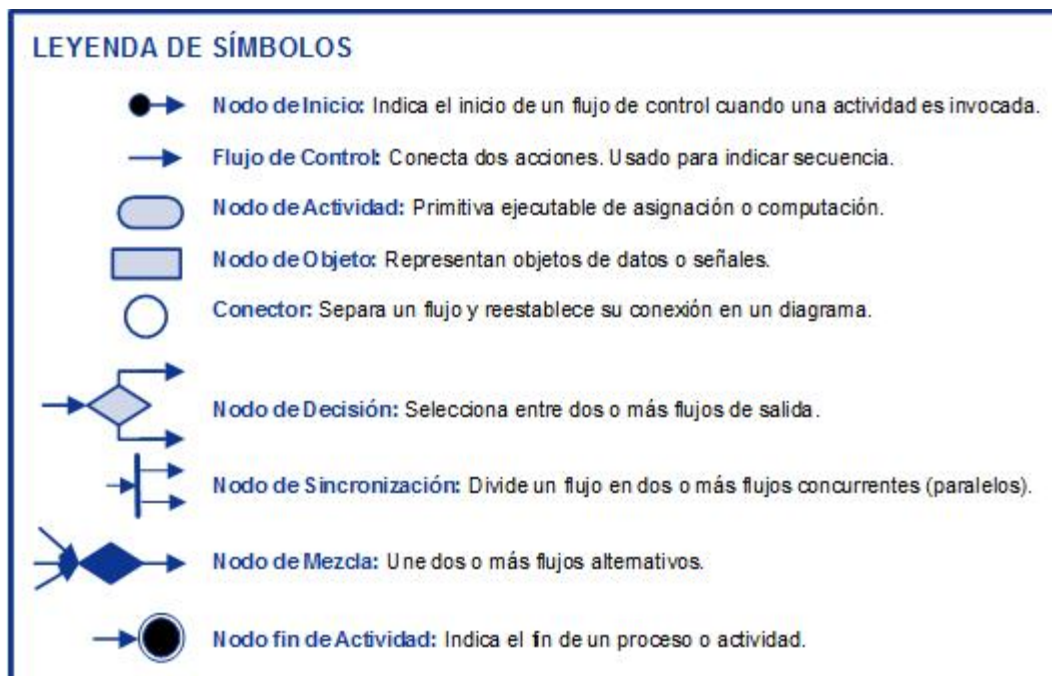 LEYENDA DE SÍMBOLOS
Nodo de Inicio: Indica el inicio de un flujo de control cuando una actividad es invocada.
Flujo de Control: Conecta dos acciones. Usado para indicar secuencia.
Nodo de Actividad: Primitiva ejecutable de asignación o computación.
Nodo de Objeto: Representan objetos de datos o señales.
Conector: Separa un flujo y reestablece su conexión en un diagrama.
Nodo de Decisión: Selecciona entre dos o más flujos de salida.
Nodo de Sincronización: Divide un flujo en dos o más flujos concurrentes (paralelos).
Nodo de Mezcla: Une dos o más flujos alternativos.
Nodo fin de Actividad: Indica el fin de un proceso o actividad.